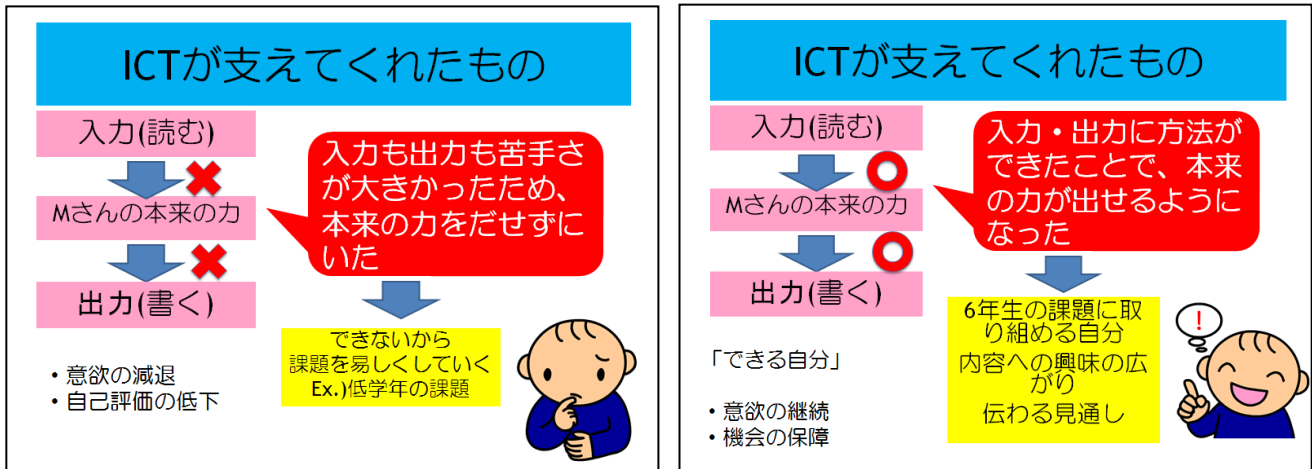 ICTが支えてくれたもの
入力(読む)
Mさんの本来の力
出力(書く)
入力も出力も苦手さ
が大きかったため、
本来の力をだせずに
いた
できないから
課題を易しくしていく
Ex.)低学年の課題
・意欲の減退
・自己評価の低下
ICTが支えてくれたもの
入力(読む)
Mさんの本来の力
出力(書く)
入力・出力に方法が
できたことで、本来
の力が出せるように
なった
6年生の課題に取
り組める自分
内容への興味の広
がり
伝わる見通し
!
「できる自分」
・意欲の継続
・機会の保障